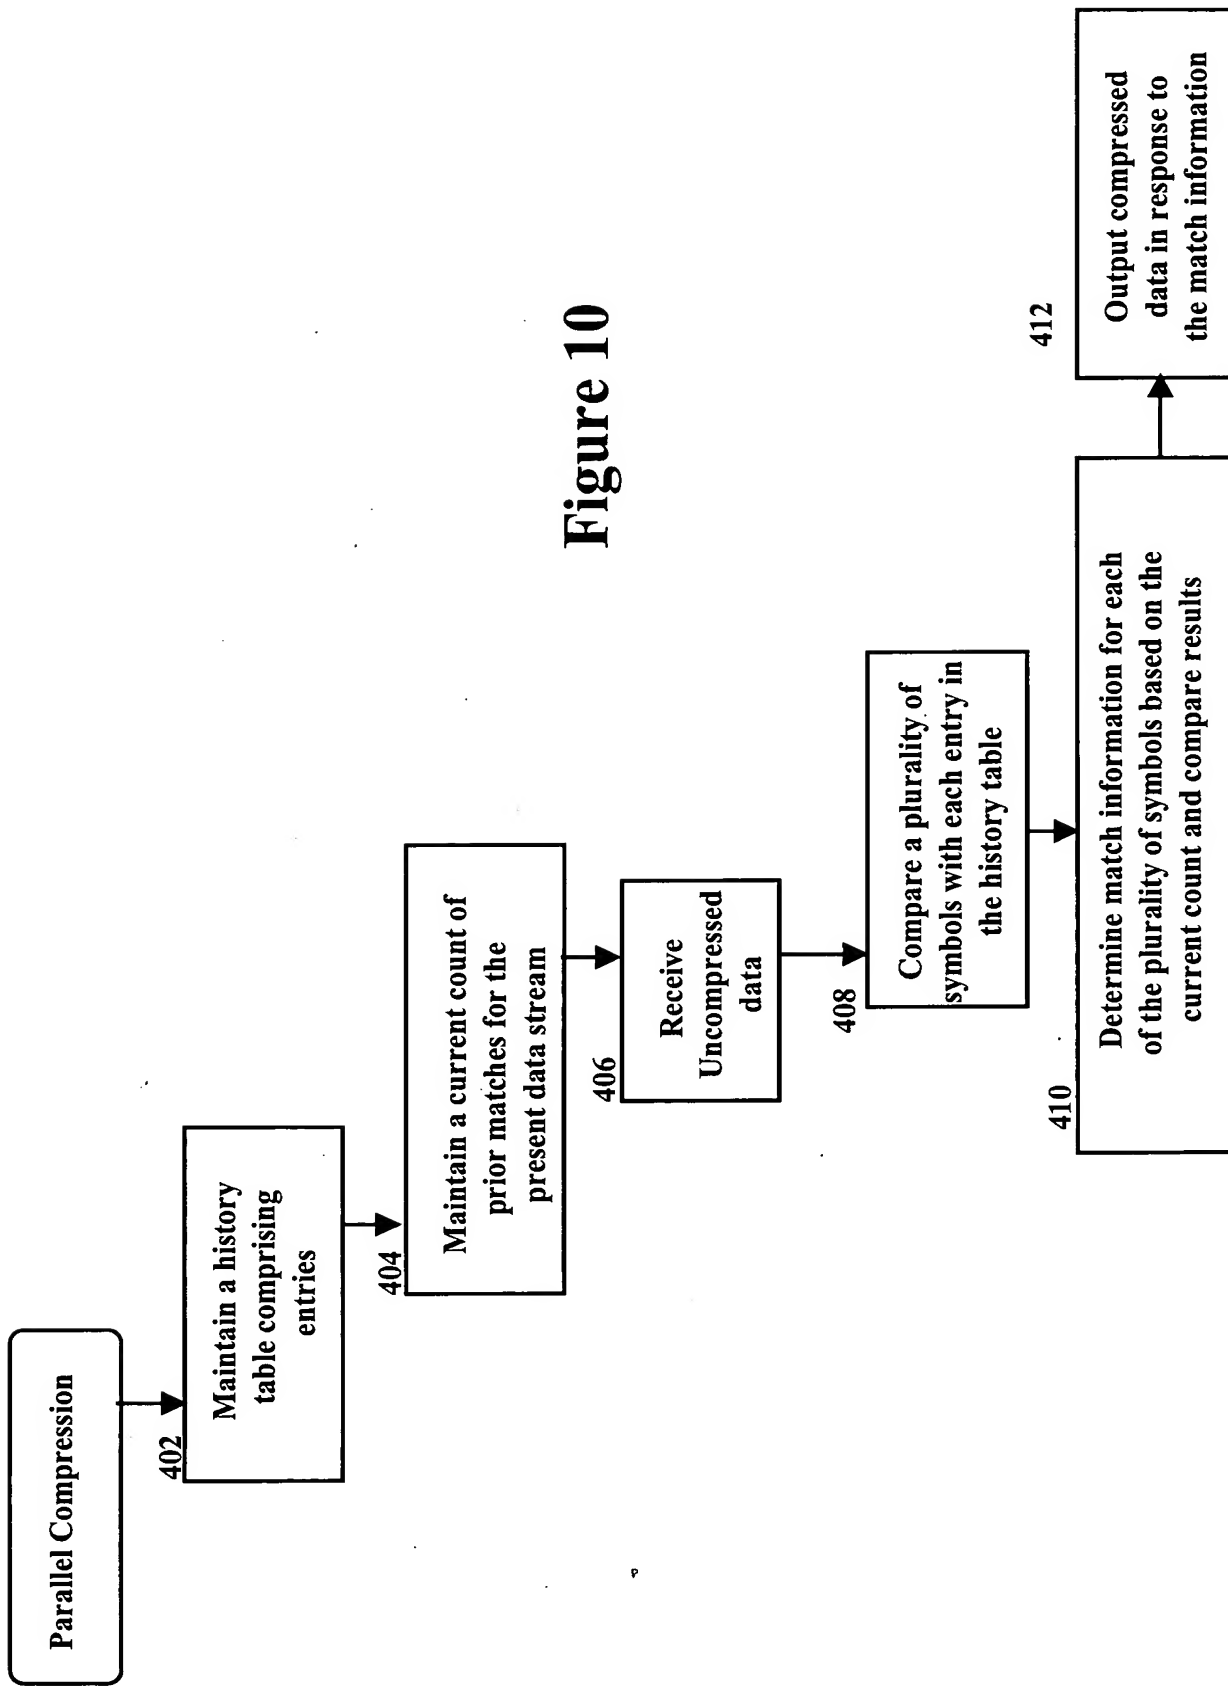 Parallel Compression
402
Maintain a history
table comprising
entries
404
Maintain a current count of
prior matches for the
present data stream
406
Receive
Uncompressed
data
408
Compare a plurality of
symbols with each entry in
the history table
410
Determine match information for each
of the plurality of symbols based on the
current count and compare results
412
Output compressed
data in response to
the match information
Figure 10